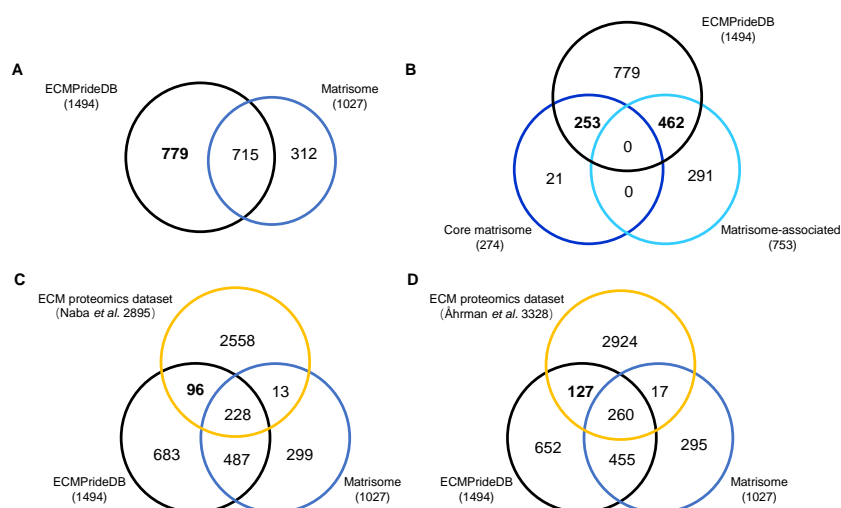 A
ECMPrideDB
(1494)
Matrisome
(1027)
779
715
312
B
ECMPrideDB
(1494)
779
253
462
0
21
0
291
Core matrisome
(274)
Matrisome-associated
(753)
C
ECM proteomics dataset
(Naba et al. 2895)
2558
96
13
228
683
487
299
ECMPrideDB
(1494)
Matrisome
(1027)
D
ECM proteomics dataset
(Åhrman et al. 3328)
2924
127
17
260
652
455
295
ECMPrideDB
(1494)
Matrisome
(1027)